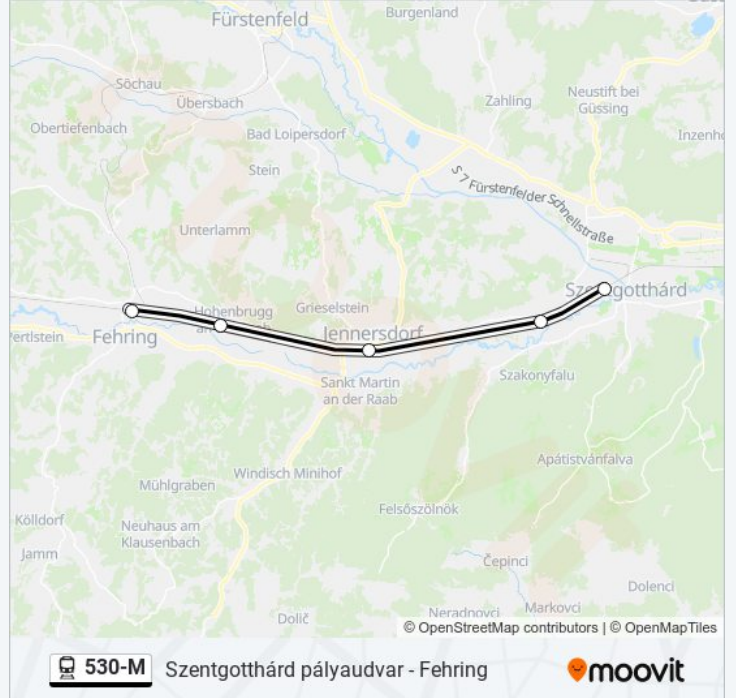 Burgenland
Fürstenfeld
Söchau
Übersbach
Zahling
Neustift bei
Güssing
Obertiefenbach
Bad Loipersdorf
Inzenho
Stein
S 7 Fürstenfelder Schnellstraße
Unterlamm
Szentgotthárd
Hohenbrugg
Grieselstein
Fehring
Jennersdorf
ertlstein
Szakonyfalu
Sankt Martin
an der Raab
Apátistvánfalva
Windisch Minihof
Mühlgraben
Felsőszölnök
Kölldorf
Neuhaus am
Klausenbach
Jamm
Čepinci
Dolenci
Neradnovci
Markovci
Dolič
© OpenStreetMap contributors | © OpenMapTiles
530-M
Szentgotthárd pályaudvar - Fehring
moovit